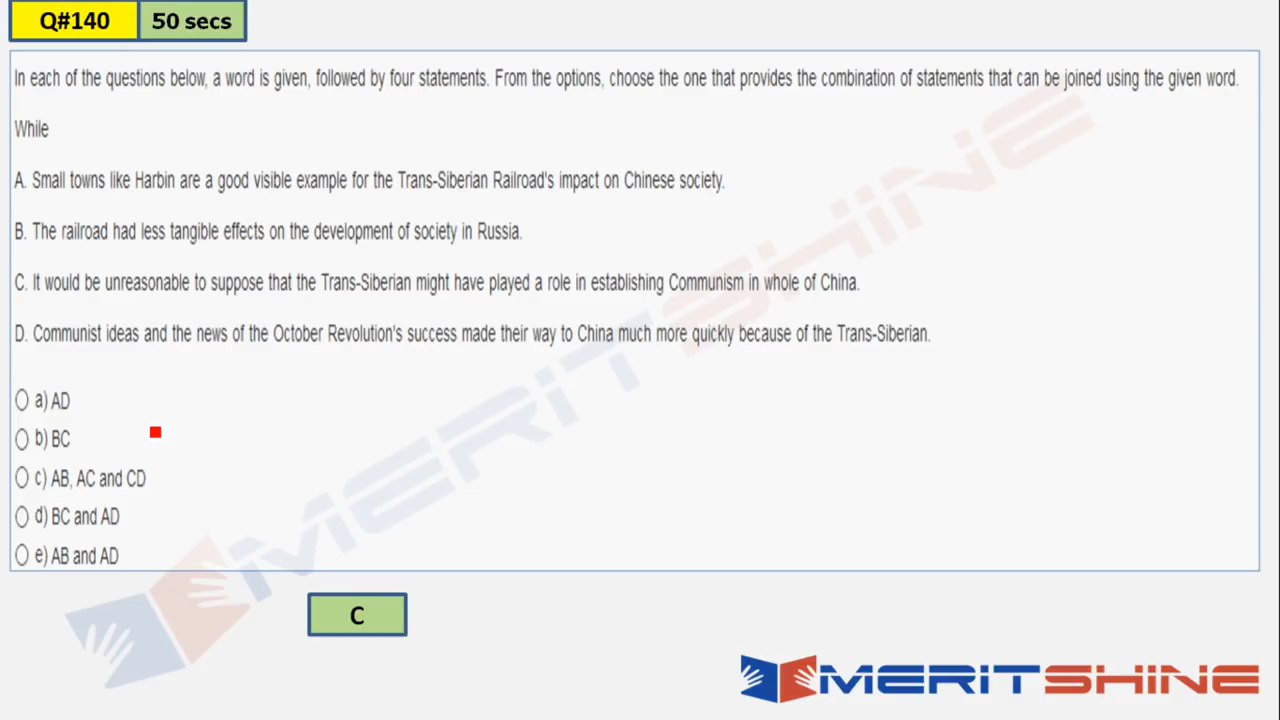 Q#140 50 secs
In each of the questions below, a word is given, followed by four statements. From the options, choose the one that provides the combination of statements that can be joined using the given word.
While
A. Small towns like Harbin are a good visible example for the Trans-Siberian Railroad's impact on Chinese society.
B. The railroad had less tangible effects on the development of society in Russia.
C. It would be unreasonable to suppose that the Trans-Siberian might have played a role in establishing Communism in whole of China.
D. Communist ideas and the news of the October Revolution's success made their way to China much more quickly because of the Trans-Siberian.
a) AD
b) BC
c) AB, AC and CD
d) BC and AD
e) AB and AD
MERITSHINE
C
MERITSHINE